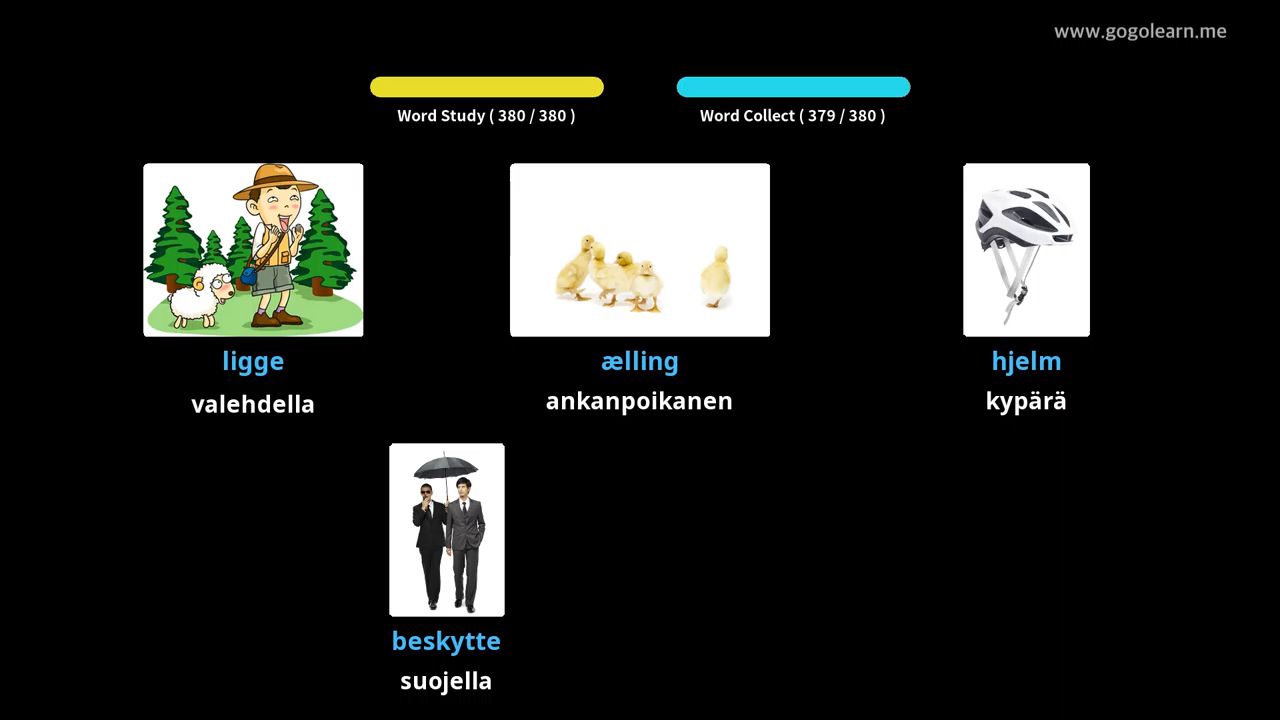 www.gogolearn.me
Word Study ( 380 / 380 )
Word Collect ( 379 / 380 )
ligge
valehdella
ælling
ankanpoikanen
hjelm
kypärä
beskytte
suojella